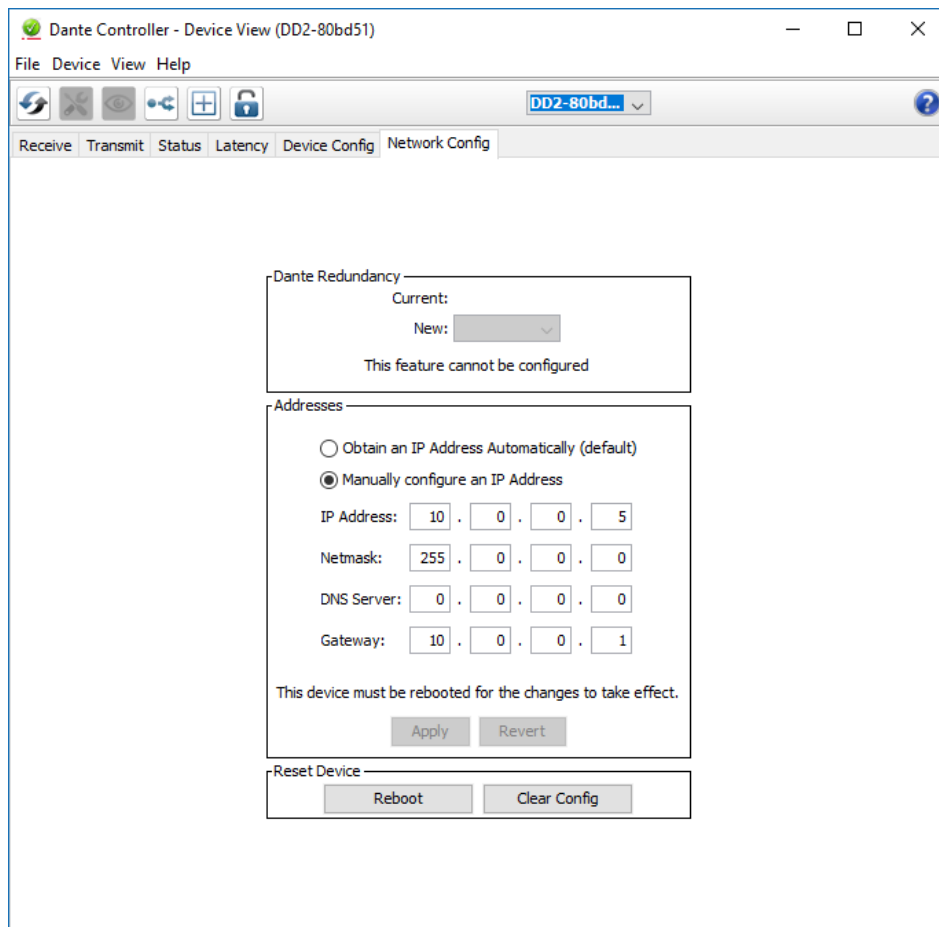 Dante Controller - Device View (DD2-80bd51)
File Device View Help
DD2-80bd...
?
Receive Transmit Status Latency Device Config Network Config
Dante Redundancy
Current:
New:
This feature cannot be configured
Addresses
Obtain an IP Address Automatically (default)
Manually configure an IP Address
IP Address: 10 . 0 . 0 . 5
Netmask: 255 . 0 . 0 . 0
DNS Server: 0 . 0 . 0 . 0
Gateway: 10 . 0 . 0 . 1
This device must be rebooted for the changes to take effect.
Apply Revert
Reset Device
Reboot Clear Config